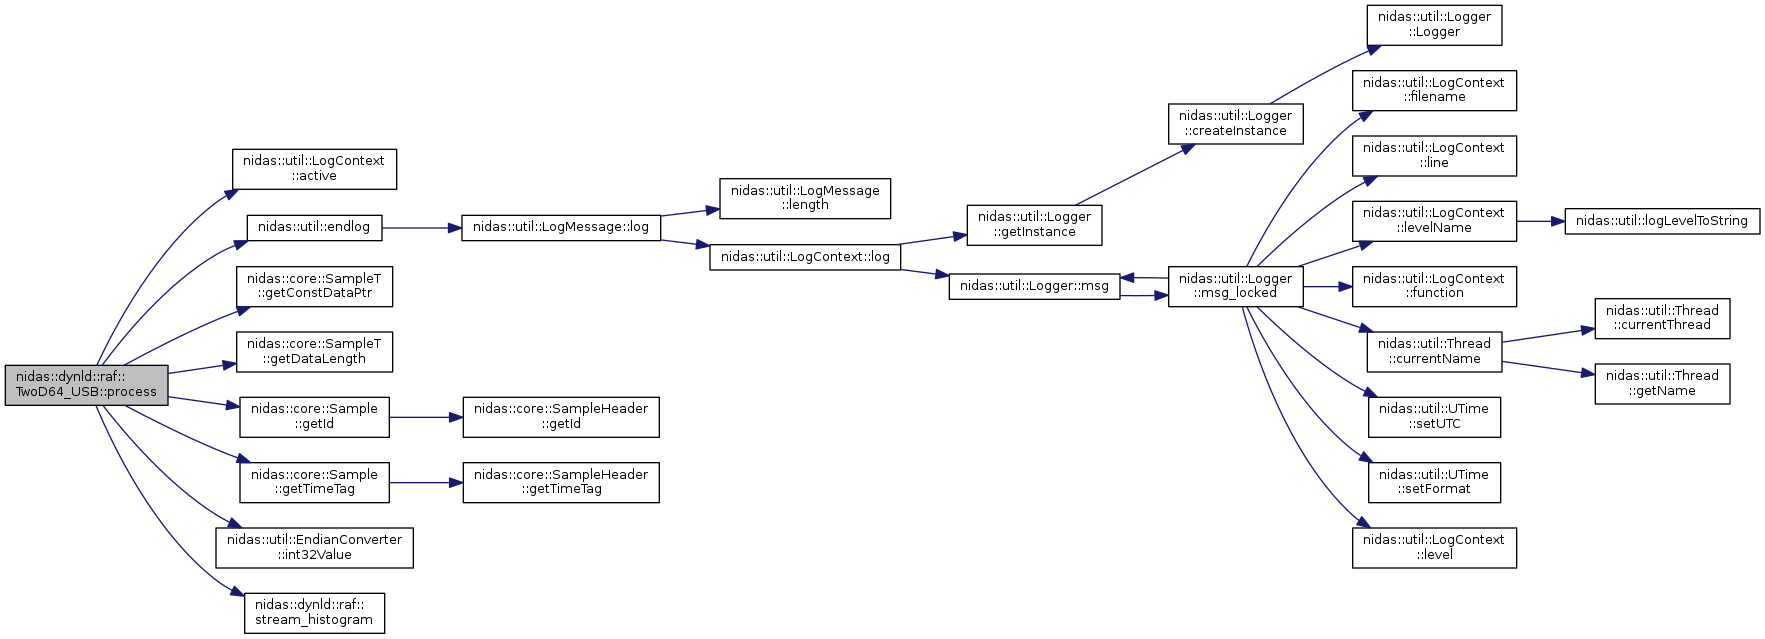 nidas::dynld::raf::
TwoD64_USB::process
nidas::util::LogContext
::active
nidas::util::endlog
nidas::core::SampleT
::getConstDataPtr
nidas::core::SampleT
::getDataLength
nidas::core::Sample
::getId
nidas::core::Sample
::getTimeTag
nidas::util::EndianConverter
::int32Value
nidas::dynld::raf::
stream_histogram
nidas::util::LogMessage::log
nidas::core::SampleHeader
::getId
nidas::core::SampleHeader
::getTimeTag
nidas::util::LogMessage
::length
nidas::util::LogContext::log
nidas::util::Logger
::getInstance
nidas::util::Logger::msg
nidas::util::Logger
::createInstance
nidas::util::Logger
::msg_locked
nidas::util::Logger
::Logger
nidas::util::LogContext
::filename
nidas::util::LogContext
::line
nidas::util::LogContext
::levelName
nidas::util::LogContext
::function
nidas::util::Thread
::currentName
nidas::util::UTime
::setUTC
nidas::util::UTime
::setFormat
nidas::util::LogContext
::level
nidas::util::logLevelToString
nidas::util::Thread
::currentThread
nidas::util::Thread
::getName